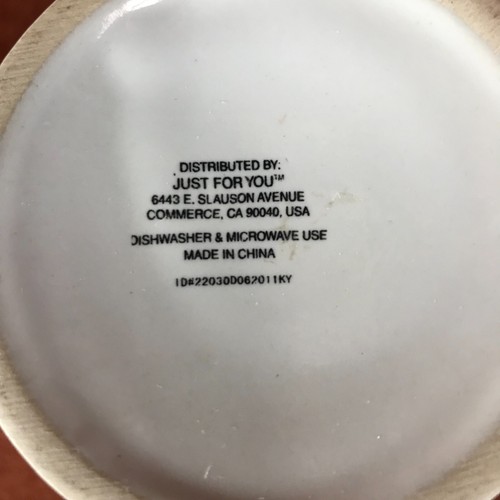 DISTRIBUTED BY:
JUST FOR YOU™
6443 E. SLAUSON AVENUE
COMMERCE, CA 90040, USA
DISHWASHER & MICROWAVE USE
MADE IN CHINA
ID#22030D062011KY